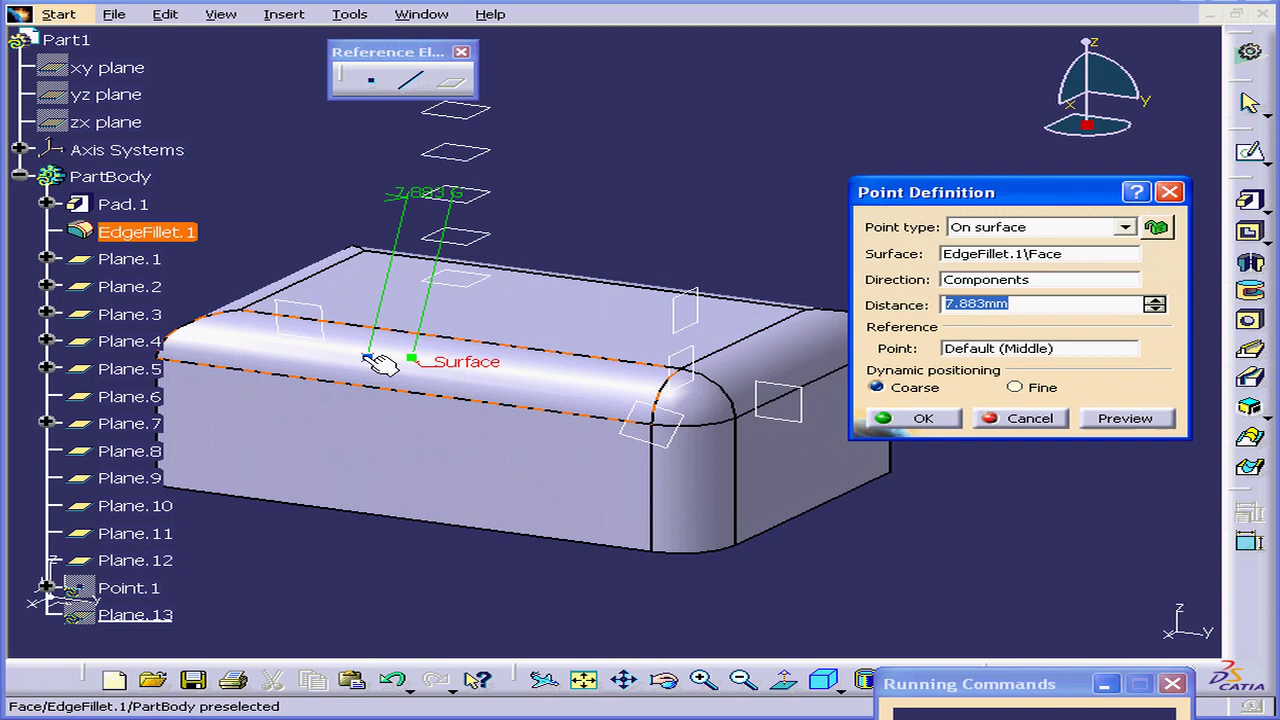 Start File Edit View Insert Tools Window Help
Part1
xy plane
yz plane
zx plane
Axis Systems
PartBody
Pad.1
EdgeFillet.1
Plane.1
Plane.2
Plane.3
Plane.4
Plane.5
Plane.6
Plane.7
Plane.8
Plane.9
Plane.10
Plane.11
Plane.12
Point.1
Plane.13
Reference El...
7.883
Surface
z
y
x
Point Definition
Point type: On surface
Surface: EdgeFillet.1\Face
Direction: Components
Distance: 7.883mm
Reference
Point: Default (Middle)
Dynamic positioning
Coarse Fine
OK Cancel Preview
z
x y
z
x y
Running Commands
CATIA
Face/EdgeFillet.1/PartBody preselected